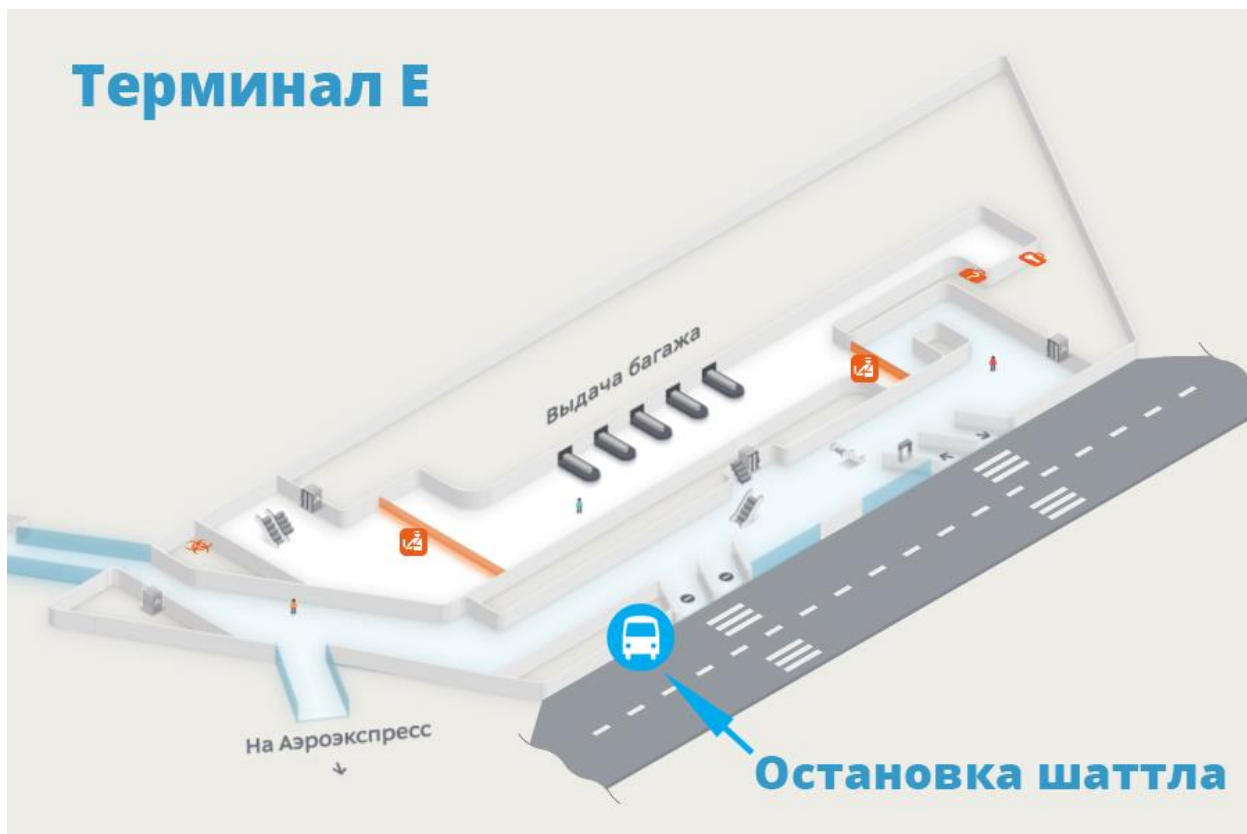 Терминал E
Выдача багажа
На Аэроэкспресс
Остановка шаттла